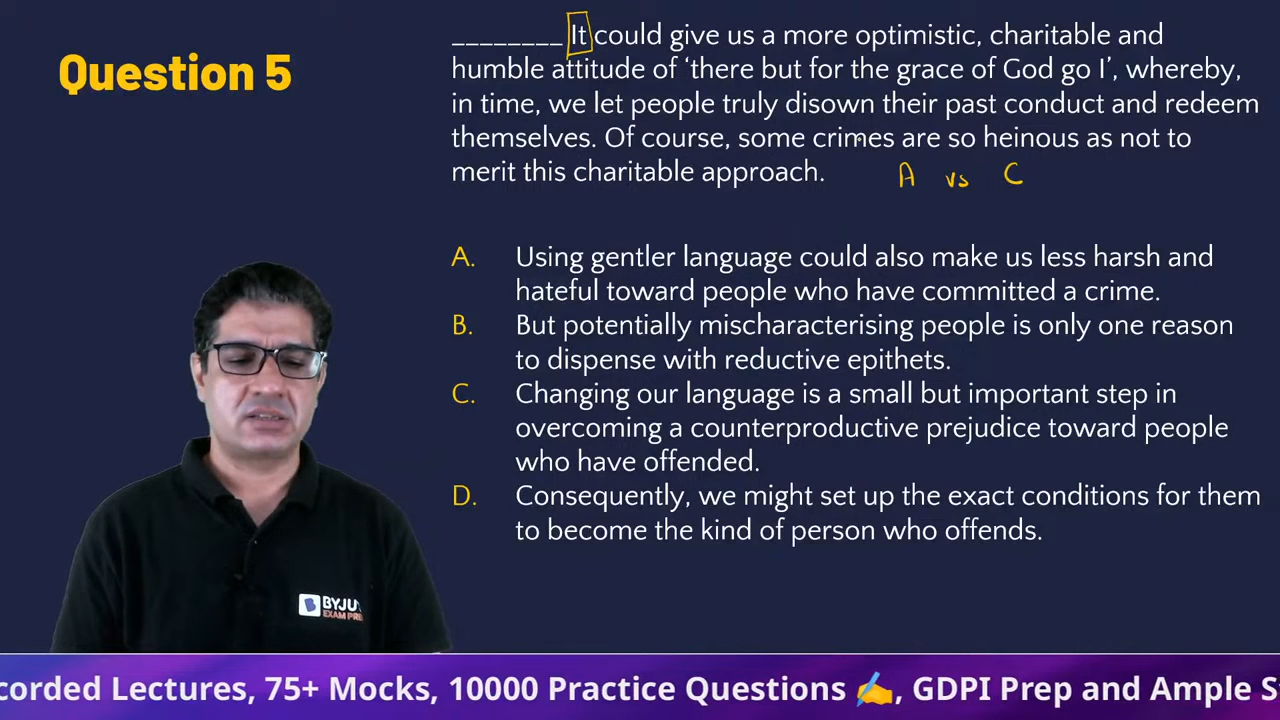 Question 5
________ It could give us a more optimistic, charitable and
humble attitude of ‘there but for the grace of God go I’, whereby,
in time, we let people truly disown their past conduct and redeem
themselves. Of course, some crimes are so heinous as not to
merit this charitable approach.
A vs C
A. Using gentler language could also make us less harsh and
hateful toward people who have committed a crime.
B. But potentially mischaracterising people is only one reason
to dispense with reductive epithets.
C. Changing our language is a small but important step in
overcoming a counterproductive prejudice toward people
who have offended.
D. Consequently, we might set up the exact conditions for them
to become the kind of person who offends.
BYJU
EXAM PRE
corded Lectures, 75+ Mocks, 10000 Practice Questions ✍️, GDPI Prep and Ample S